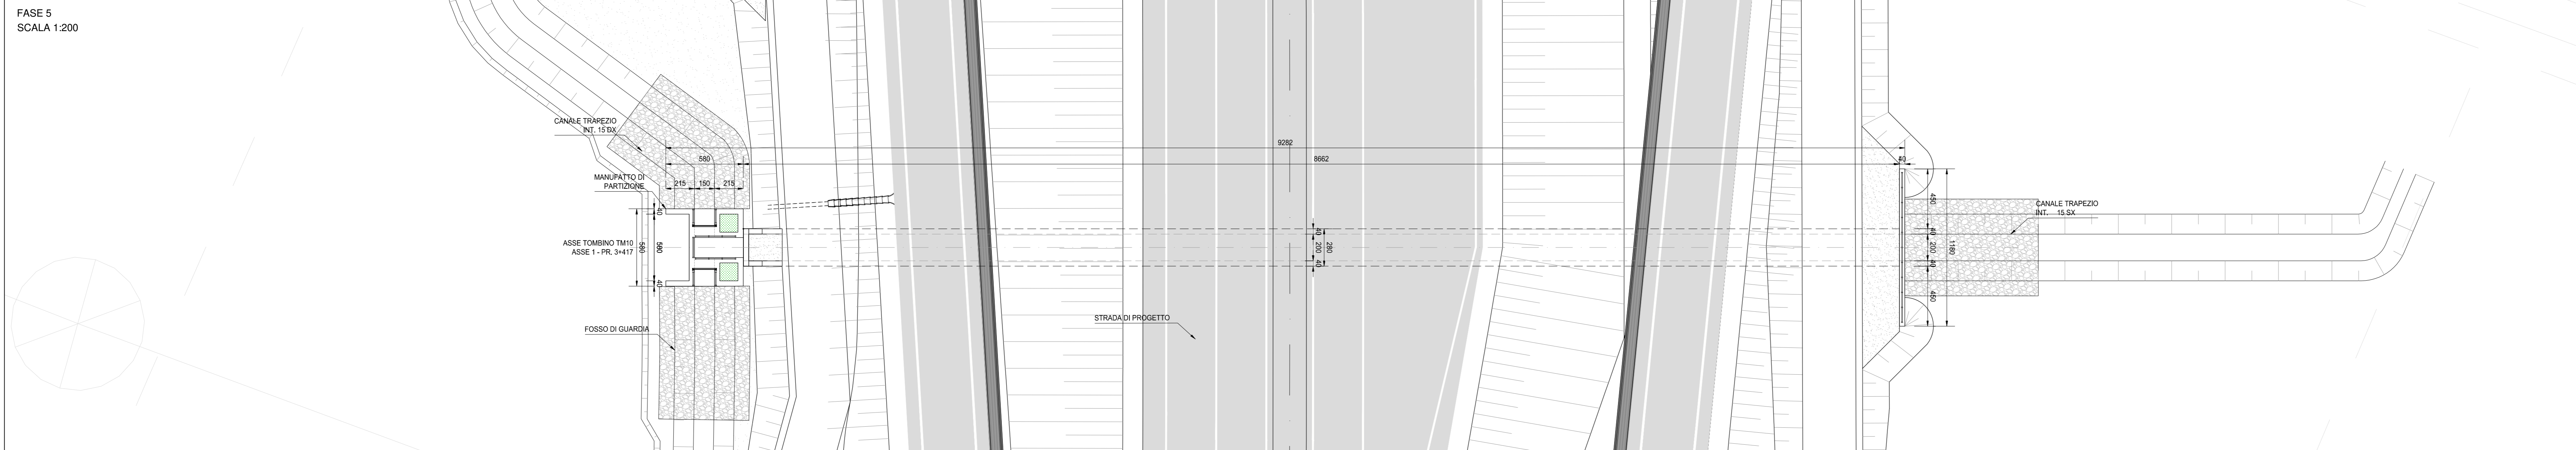 FASE 5
SCALA 1:200
CANALE TRAPEZIO
INT. 15 DX
MANUFATTO DI
PARTIZIONE
ASSE TOMBINO TM10
ASSE 1 - PR. 3+417
FOSSO DI GUARDIA
580
215 150 215
40
580
500
40
9282
8662
40
STRADA DI PROGETTO
40
200
280
40
450
40
200
1180
40
450
CANALE TRAPEZIO
INT. 15 SX